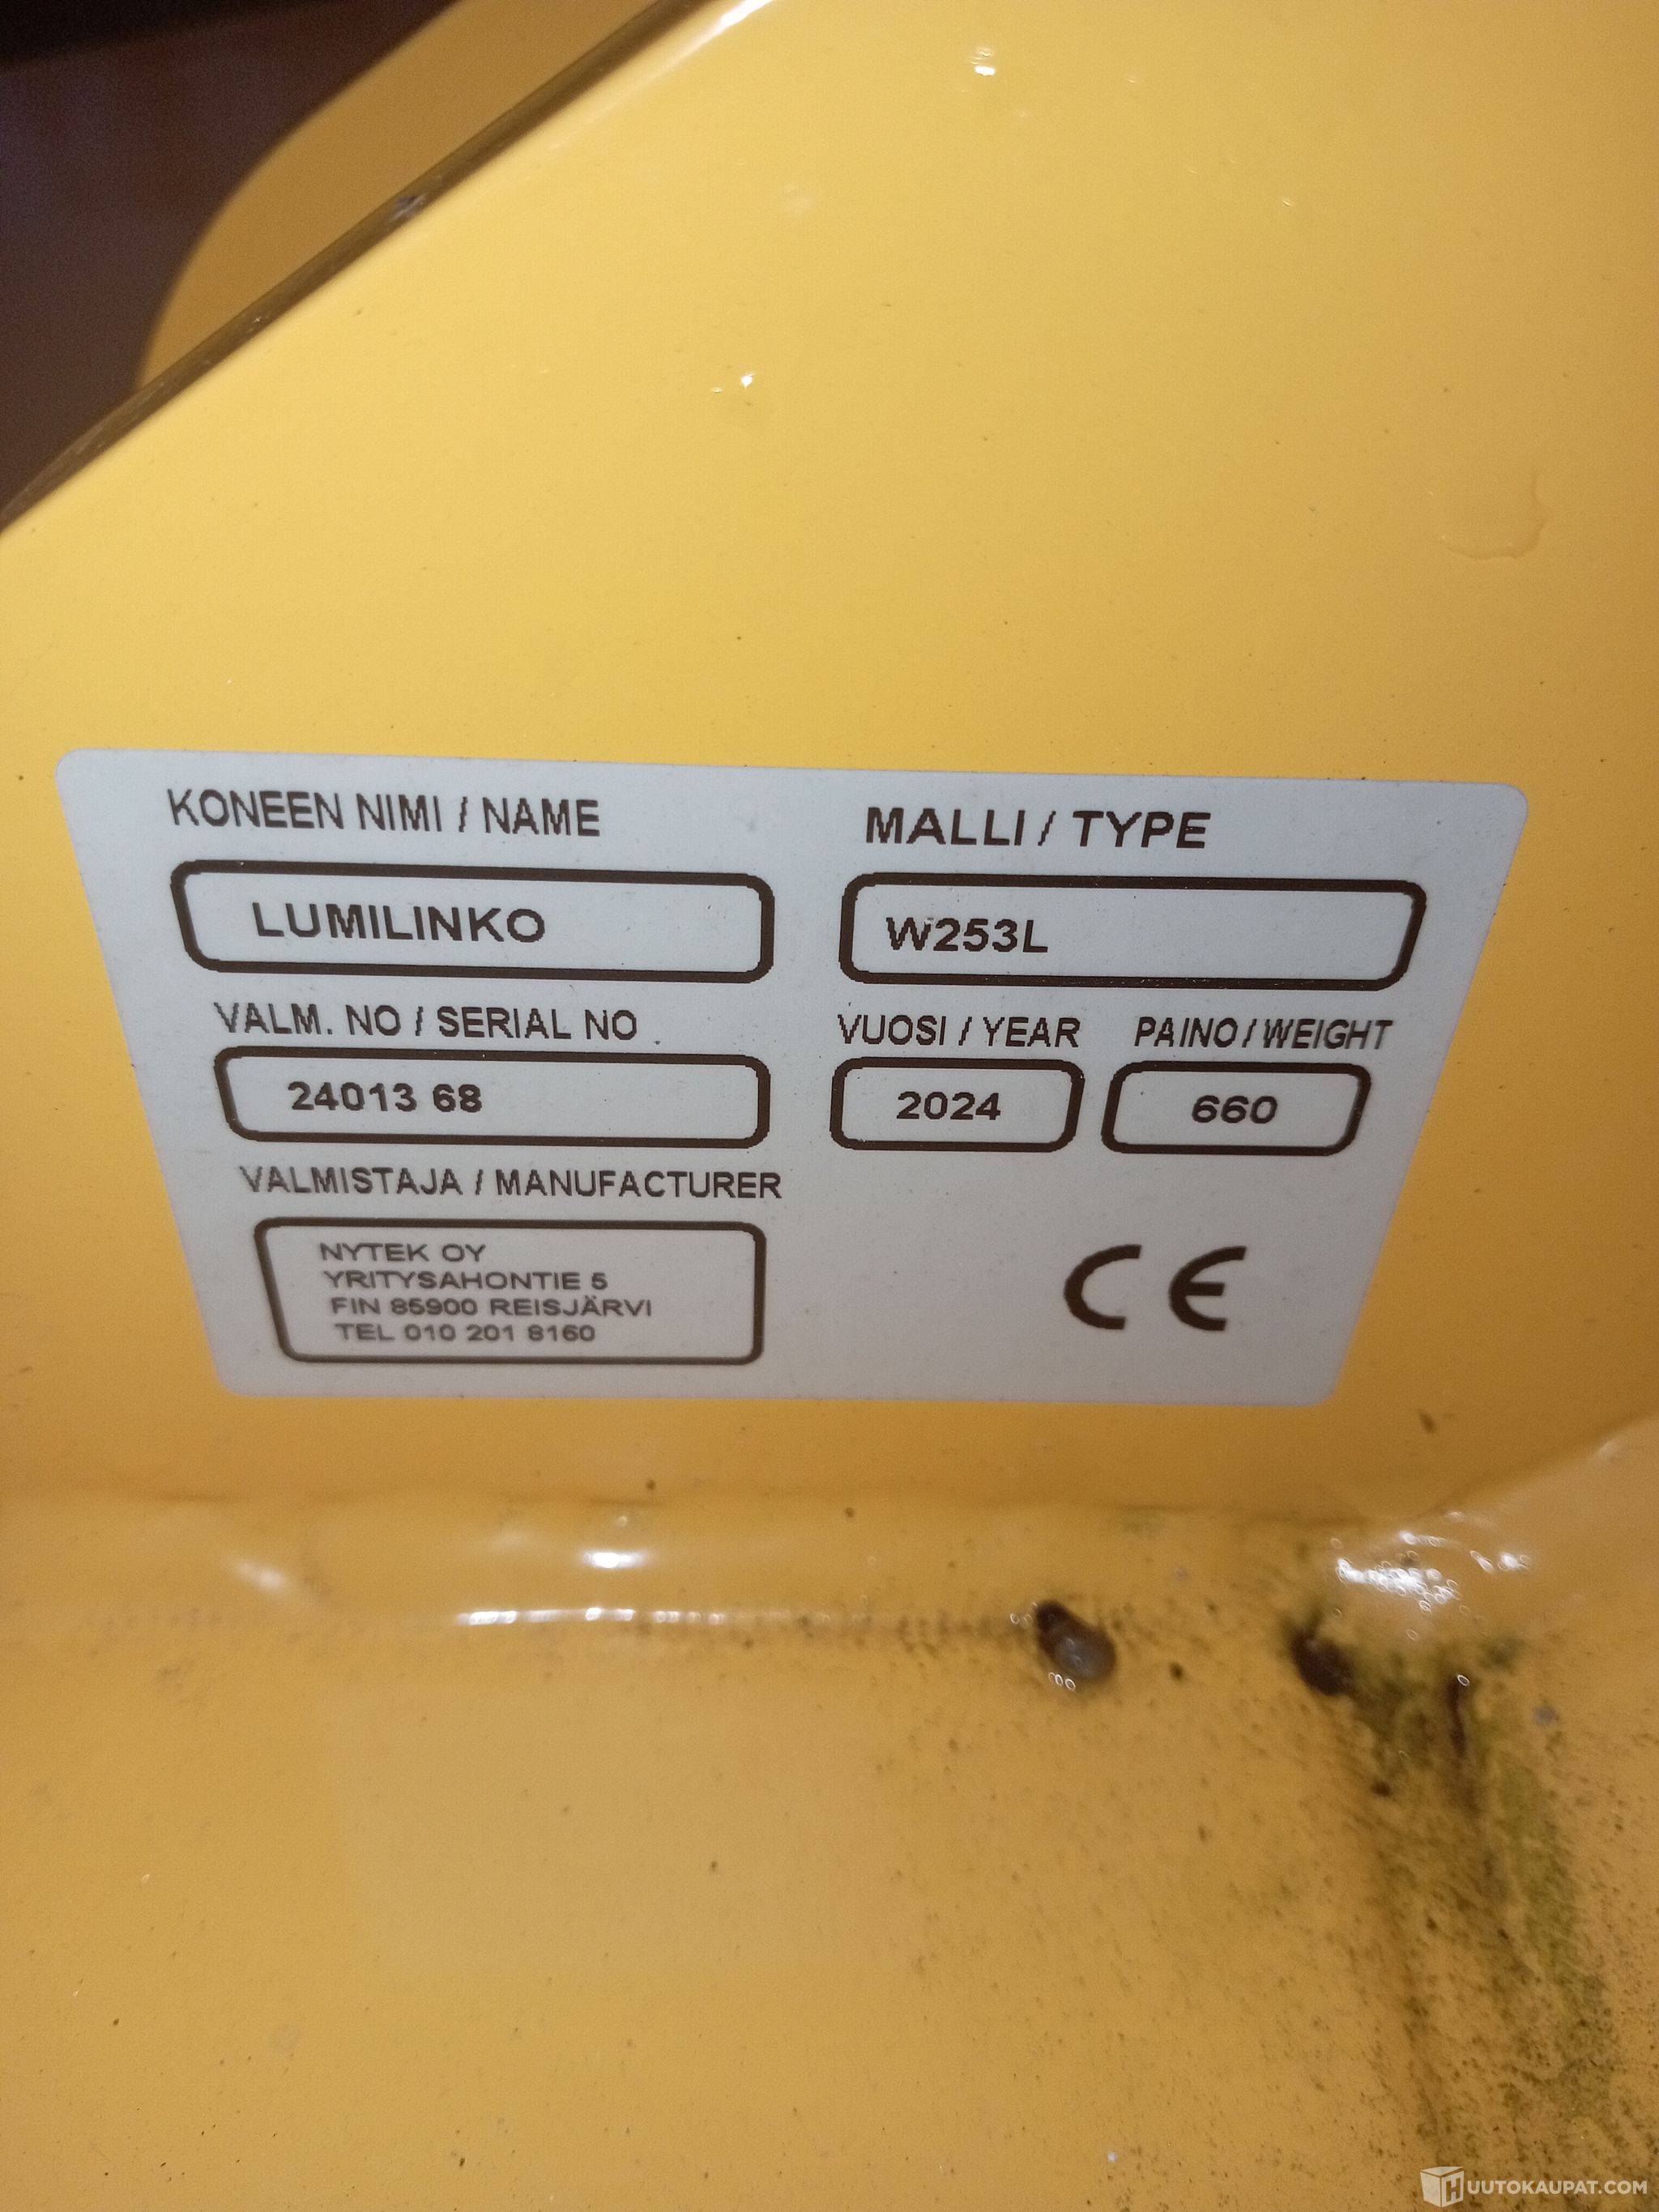 KONEEN NIMI / NAME
LUMILINKO
MALLI / TYPE
W253L
VALM. NO / SERIAL NO
24013 68
VUOSI / YEAR
2024
PAINO / WEIGHT
660
VALMISTAJA / MANUFACTURER
NYTEK OY
YRITYSAHONTIE 5
FIN 85900 REISJÄRVI
TEL 010 201 8160
CE
HUUTOKAUPAT.COM